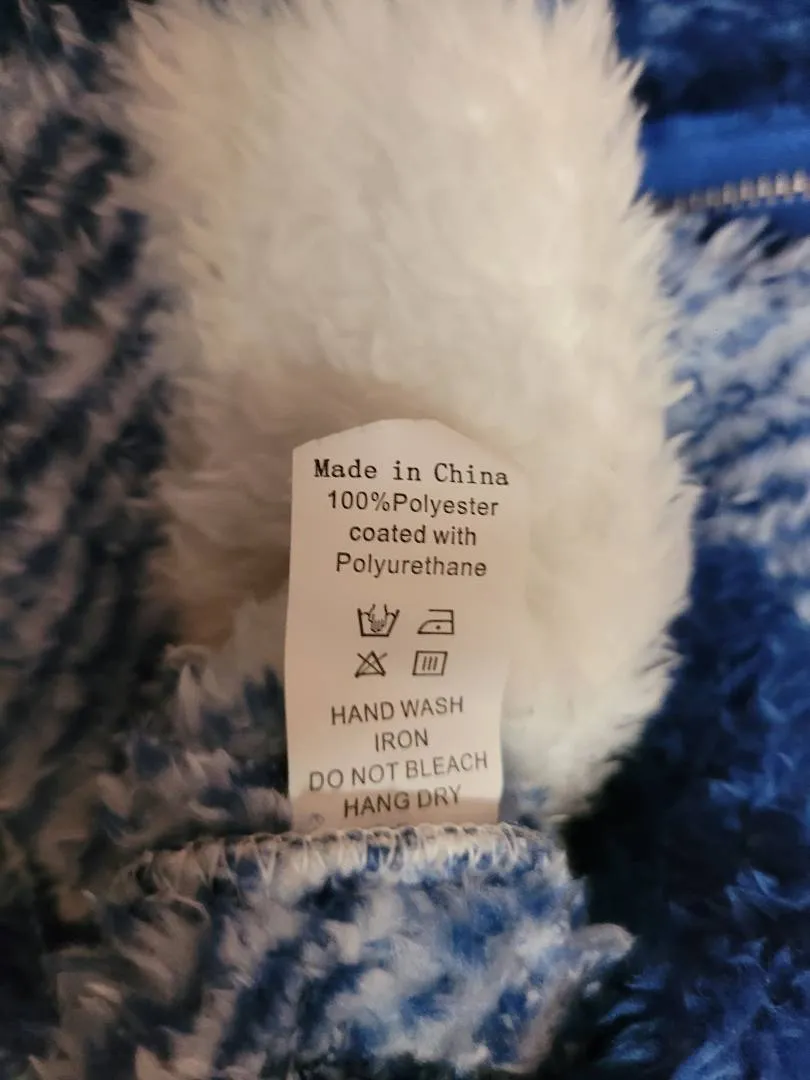 Made in China
100%Polyester
coated with
Polyurethane
HAND WASH
IRON
DO NOT BLEACH
HANG DRY